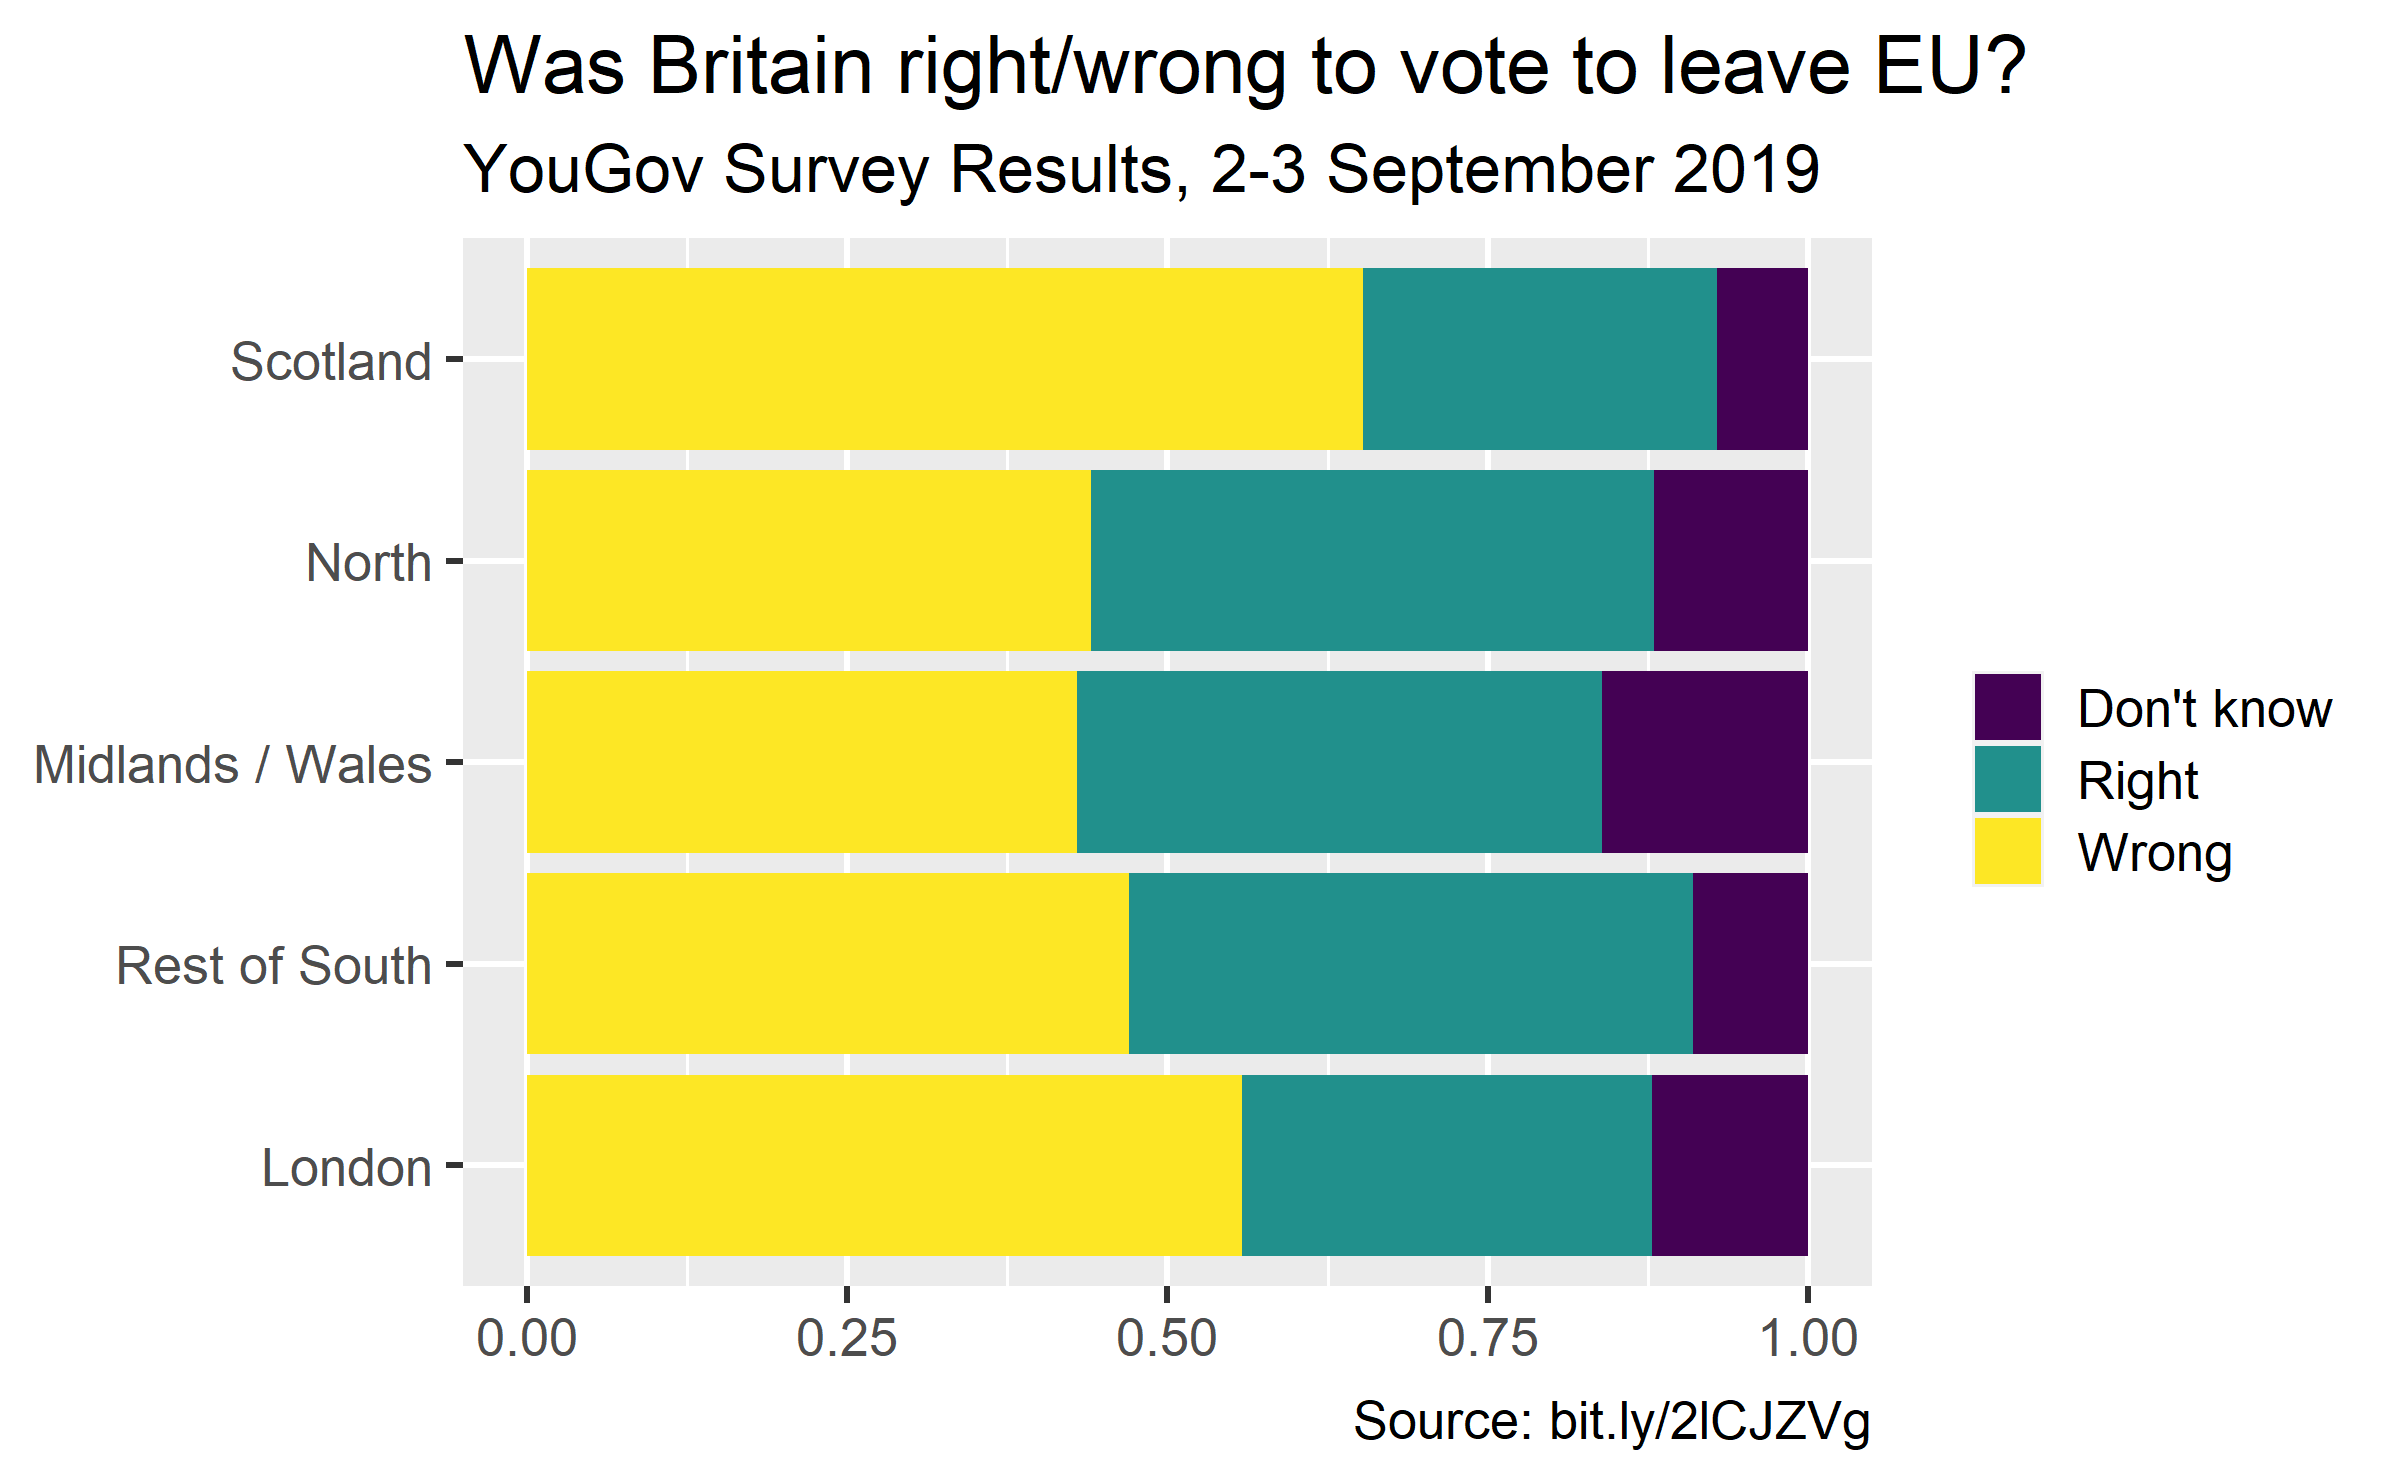 Was Britain right/wrong to vote to leave EU?
YouGov Survey Results, 2-3 September 2019
Scotland
North
Midlands / Wales
Rest of South
London
Don't know
Right
Wrong
0.00 0.25 0.50 0.75 1.00
Source: bit.ly/2lCJZVg